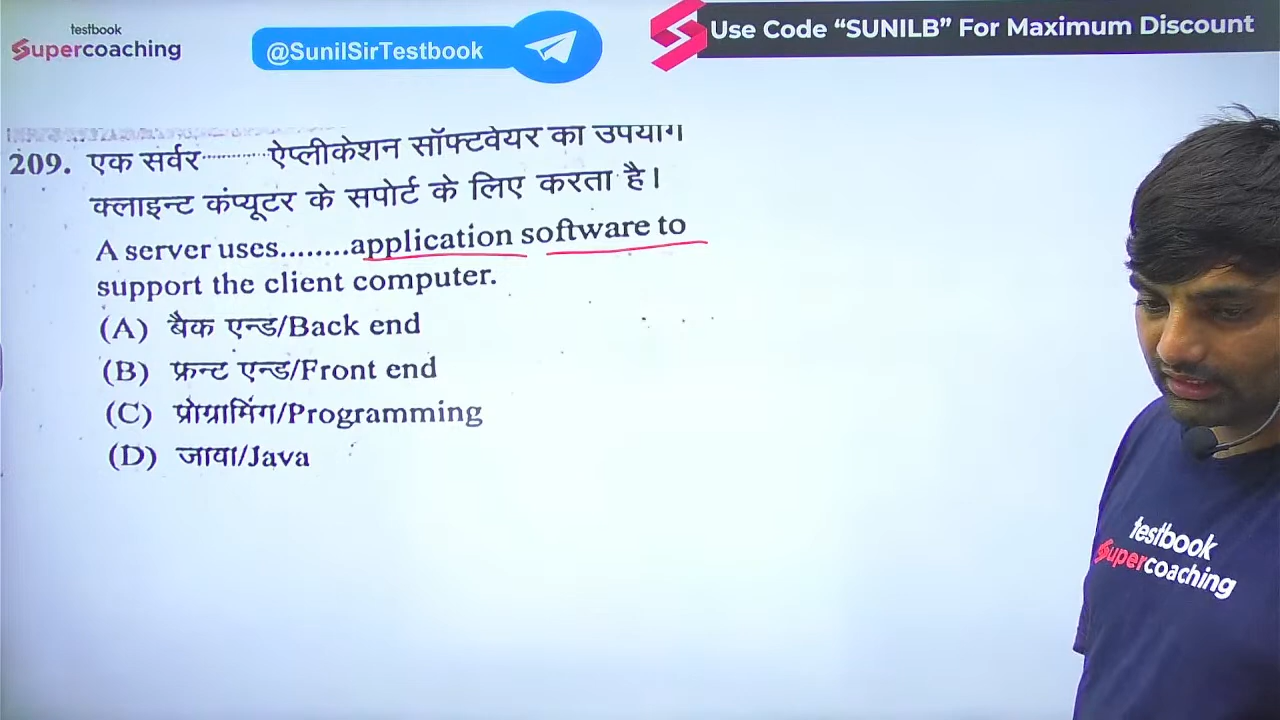 testbook
Supercoaching
@SunilSirTestbook
Use Code “SUNILB” For Maximum Discount
209. एक सर्वर...........ऐप्लीकेशन सॉफ्टवेयर का उपयोग
क्लाइन्ट कंप्यूटर के सपोर्ट के लिए करता है।
A server uses........application software to
support the client computer.
(A) बैक एन्ड/Back end
(B) फ्रन्ट एन्ड/Front end
(C) प्रोग्रामिंग/Programming
(D) जावा/Java
testbook
Supercoaching